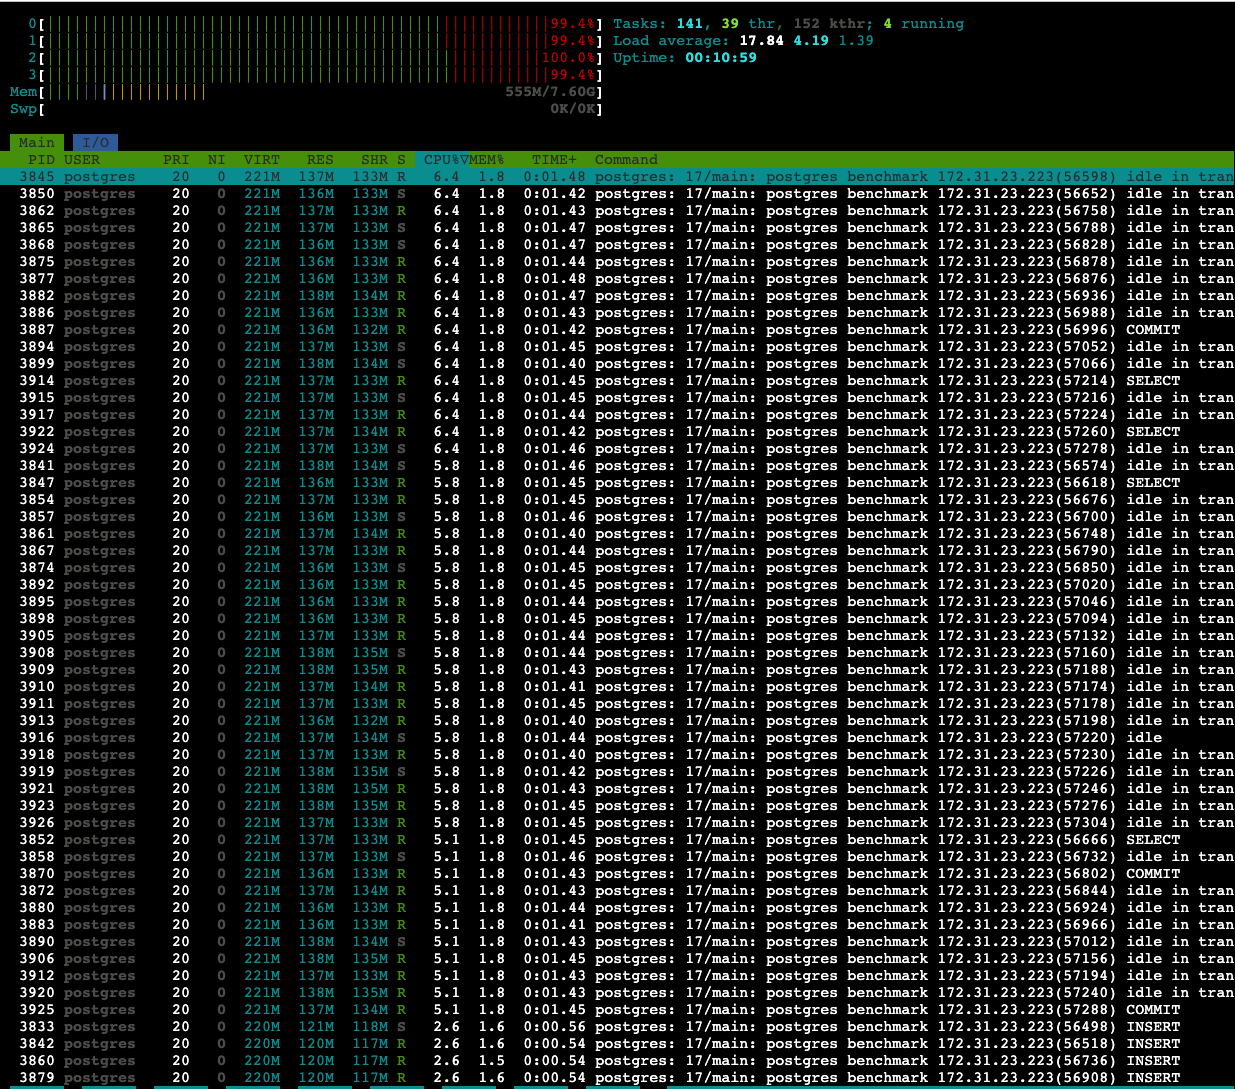 0[ 99.4%] Tasks: 141, 39 thr, 152 kthr; 4 running
1[ 99.4%] Load average: 17.84 4.19 1.39
2[ 100.0%] Uptime: 00:10:59
3[ 99.4%]
Mem[ 555M/7.60G]
Swp[ 0K/0K]
Main I/O
PID USER PRI NI VIRT RES SHR S CPU%▽MEM% TIME+ Command
3845 postgres 20 0 221M 137M 133M R 6.4 1.8 0:01.48 postgres: 17/main: postgres benchmark 172.31.23.223(56598) idle in tran
3850 postgres 20 0 221M 136M 133M S 6.4 1.8 0:01.42 postgres: 17/main: postgres benchmark 172.31.23.223(56652) idle in tran
3862 postgres 20 0 221M 137M 133M R 6.4 1.8 0:01.43 postgres: 17/main: postgres benchmark 172.31.23.223(56758) idle in tran
3865 postgres 20 0 221M 137M 133M S 6.4 1.8 0:01.47 postgres: 17/main: postgres benchmark 172.31.23.223(56788) idle in tran
3868 postgres 20 0 221M 136M 133M S 6.4 1.8 0:01.47 postgres: 17/main: postgres benchmark 172.31.23.223(56828) idle in tran
3875 postgres 20 0 221M 136M 133M R 6.4 1.8 0:01.44 postgres: 17/main: postgres benchmark 172.31.23.223(56878) idle in tran
3877 postgres 20 0 221M 136M 133M R 6.4 1.8 0:01.48 postgres: 17/main: postgres benchmark 172.31.23.223(56876) idle in tran
3882 postgres 20 0 221M 138M 134M R 6.4 1.8 0:01.47 postgres: 17/main: postgres benchmark 172.31.23.223(56936) idle in tran
3886 postgres 20 0 221M 136M 133M R 6.4 1.8 0:01.43 postgres: 17/main: postgres benchmark 172.31.23.223(56988) idle in tran
3887 postgres 20 0 221M 136M 132M R 6.4 1.8 0:01.42 postgres: 17/main: postgres benchmark 172.31.23.223(56996) COMMIT
3894 postgres 20 0 221M 137M 133M S 6.4 1.8 0:01.45 postgres: 17/main: postgres benchmark 172.31.23.223(57052) idle in tran
3899 postgres 20 0 221M 138M 134M S 6.4 1.8 0:01.40 postgres: 17/main: postgres benchmark 172.31.23.223(57066) idle in tran
3914 postgres 20 0 221M 137M 133M R 6.4 1.8 0:01.45 postgres: 17/main: postgres benchmark 172.31.23.223(57214) SELECT
3915 postgres 20 0 221M 136M 133M S 6.4 1.8 0:01.45 postgres: 17/main: postgres benchmark 172.31.23.223(57216) idle in tran
3917 postgres 20 0 221M 136M 133M R 6.4 1.8 0:01.44 postgres: 17/main: postgres benchmark 172.31.23.223(57224) idle in tran
3922 postgres 20 0 221M 137M 134M R 6.4 1.8 0:01.42 postgres: 17/main: postgres benchmark 172.31.23.223(57260) SELECT
3924 postgres 20 0 221M 136M 133M S 6.4 1.8 0:01.46 postgres: 17/main: postgres benchmark 172.31.23.223(57278) idle in tran
3841 postgres 20 0 221M 138M 134M S 5.8 1.8 0:01.46 postgres: 17/main: postgres benchmark 172.31.23.223(56574) idle in tran
3847 postgres 20 0 221M 136M 133M R 5.8 1.8 0:01.45 postgres: 17/main: postgres benchmark 172.31.23.223(56618) SELECT
3854 postgres 20 0 221M 137M 133M R 5.8 1.8 0:01.45 postgres: 17/main: postgres benchmark 172.31.23.223(56676) idle in tran
3857 postgres 20 0 221M 136M 133M S 5.8 1.8 0:01.46 postgres: 17/main: postgres benchmark 172.31.23.223(56700) idle in tran
3861 postgres 20 0 221M 137M 134M R 5.8 1.8 0:01.40 postgres: 17/main: postgres benchmark 172.31.23.223(56748) idle in tran
3867 postgres 20 0 221M 137M 133M R 5.8 1.8 0:01.44 postgres: 17/main: postgres benchmark 172.31.23.223(56790) idle in tran
3874 postgres 20 0 221M 136M 133M S 5.8 1.8 0:01.45 postgres: 17/main: postgres benchmark 172.31.23.223(56850) idle in tran
3892 postgres 20 0 221M 136M 133M R 5.8 1.8 0:01.45 postgres: 17/main: postgres benchmark 172.31.23.223(57020) idle in tran
3895 postgres 20 0 221M 136M 133M R 5.8 1.8 0:01.44 postgres: 17/main: postgres benchmark 172.31.23.223(57046) idle in tran
3898 postgres 20 0 221M 136M 133M R 5.8 1.8 0:01.45 postgres: 17/main: postgres benchmark 172.31.23.223(57094) idle in tran
3905 postgres 20 0 221M 137M 133M R 5.8 1.8 0:01.44 postgres: 17/main: postgres benchmark 172.31.23.223(57132) idle in tran
3908 postgres 20 0 221M 138M 135M S 5.8 1.8 0:01.44 postgres: 17/main: postgres benchmark 172.31.23.223(57160) idle in tran
3909 postgres 20 0 221M 138M 135M R 5.8 1.8 0:01.43 postgres: 17/main: postgres benchmark 172.31.23.223(57188) idle in tran
3910 postgres 20 0 221M 137M 134M R 5.8 1.8 0:01.41 postgres: 17/main: postgres benchmark 172.31.23.223(57174) idle in tran
3911 postgres 20 0 221M 137M 133M R 5.8 1.8 0:01.45 postgres: 17/main: postgres benchmark 172.31.23.223(57178) idle in tran
3913 postgres 20 0 221M 136M 132M R 5.8 1.8 0:01.40 postgres: 17/main: postgres benchmark 172.31.23.223(57198) idle in tran
3916 postgres 20 0 221M 137M 134M S 5.8 1.8 0:01.44 postgres: 17/main: postgres benchmark 172.31.23.223(57220) idle
3918 postgres 20 0 221M 137M 133M R 5.8 1.8 0:01.40 postgres: 17/main: postgres benchmark 172.31.23.223(57230) idle in tran
3919 postgres 20 0 221M 138M 135M S 5.8 1.8 0:01.42 postgres: 17/main: postgres benchmark 172.31.23.223(57226) idle in tran
3921 postgres 20 0 221M 138M 135M R 5.8 1.8 0:01.43 postgres: 17/main: postgres benchmark 172.31.23.223(57246) idle in tran
3923 postgres 20 0 221M 138M 135M R 5.8 1.8 0:01.45 postgres: 17/main: postgres benchmark 172.31.23.223(57276) idle in tran
3926 postgres 20 0 221M 137M 133M R 5.8 1.8 0:01.45 postgres: 17/main: postgres benchmark 172.31.23.223(57304) idle in tran
3852 postgres 20 0 221M 137M 133M R 5.1 1.8 0:01.45 postgres: 17/main: postgres benchmark 172.31.23.223(56666) SELECT
3858 postgres 20 0 221M 137M 133M S 5.1 1.8 0:01.46 postgres: 17/main: postgres benchmark 172.31.23.223(56732) idle in tran
3870 postgres 20 0 221M 136M 133M R 5.1 1.8 0:01.43 postgres: 17/main: postgres benchmark 172.31.23.223(56802) COMMIT
3872 postgres 20 0 221M 137M 134M R 5.1 1.8 0:01.43 postgres: 17/main: postgres benchmark 172.31.23.223(56844) idle in tran
3880 postgres 20 0 221M 136M 133M R 5.1 1.8 0:01.44 postgres: 17/main: postgres benchmark 172.31.23.223(56924) idle in tran
3883 postgres 20 0 221M 136M 133M R 5.1 1.8 0:01.41 postgres: 17/main: postgres benchmark 172.31.23.223(56966) idle in tran
3890 postgres 20 0 221M 138M 134M S 5.1 1.8 0:01.43 postgres: 17/main: postgres benchmark 172.31.23.223(57012) idle in tran
3906 postgres 20 0 221M 138M 135M R 5.1 1.8 0:01.45 postgres: 17/main: postgres benchmark 172.31.23.223(57156) idle in tran
3912 postgres 20 0 221M 137M 133M R 5.1 1.8 0:01.43 postgres: 17/main: postgres benchmark 172.31.23.223(57194) idle in tran
3920 postgres 20 0 221M 138M 135M R 5.1 1.8 0:01.43 postgres: 17/main: postgres benchmark 172.31.23.223(57240) idle in tran
3925 postgres 20 0 221M 137M 134M R 5.1 1.8 0:01.45 postgres: 17/main: postgres benchmark 172.31.23.223(57288) COMMIT
3833 postgres 20 0 220M 121M 118M S 2.6 1.6 0:00.56 postgres: 17/main: postgres benchmark 172.31.23.223(56498) INSERT
3842 postgres 20 0 220M 120M 117M R 2.6 1.6 0:00.54 postgres: 17/main: postgres benchmark 172.31.23.223(56518) INSERT
3860 postgres 20 0 220M 120M 117M R 2.6 1.5 0:00.54 postgres: 17/main: postgres benchmark 172.31.23.223(56736) INSERT
3879 postgres 20 0 220M 120M 117M R 2.6 1.6 0:00.54 postgres: 17/main: postgres benchmark 172.31.23.223(56908) INSERT